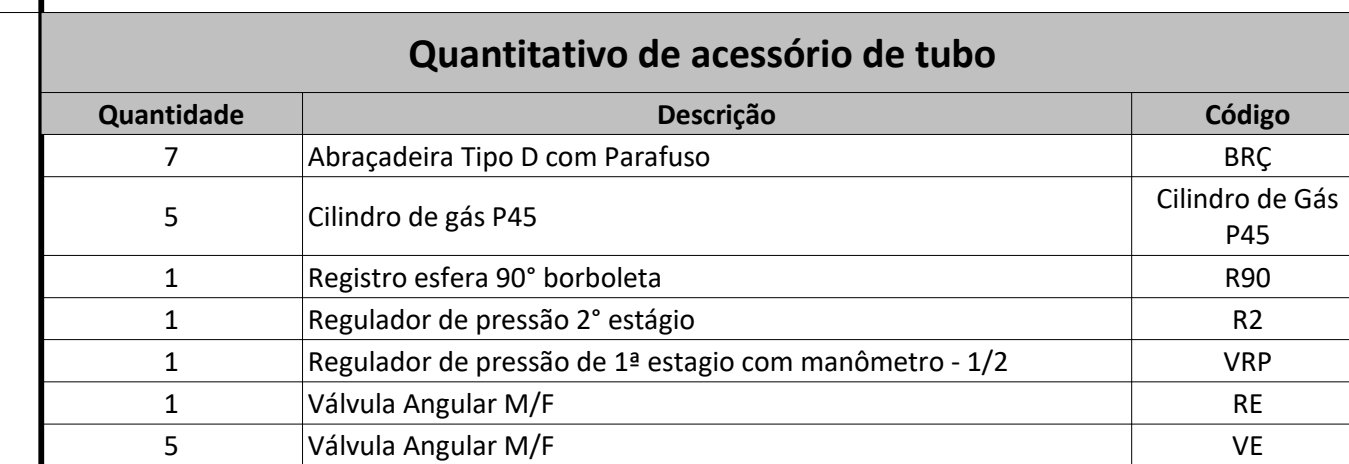 Quantitativo de acessório de tubo
Quantidade Descrição Código
7 Abraçadeira Tipo D com Parafuso BRÇ
5 Cilindro de gás P45 Cilindro de Gás
P45
1 Registro esfera 90° borboleta R90
1 Regulador de pressão 2° estágio R2
1 Regulador de pressão de 1ª estagio com manômetro - 1/2 VRP
1 Válvula Angular M/F RE
5 Válvula Angular M/F VE